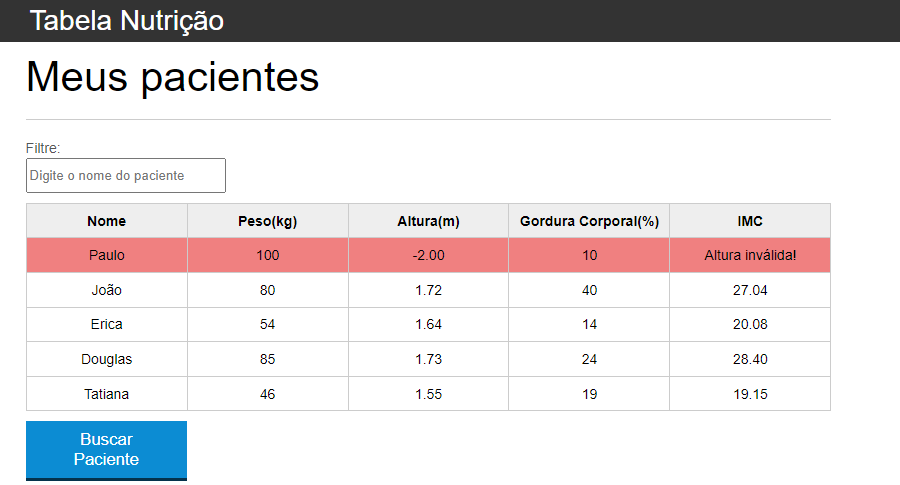 Tabela Nutrição
Meus pacientes
Filtre:
Digite o nome do paciente
Nome Peso(kg) Altura(m) Gordura Corporal(%) IMC
Paulo 100 -2.00 10 Altura inválida!
João 80 1.72 40 27.04
Erica 54 1.64 14 20.08
Douglas 85 1.73 24 28.40
Tatiana 46 1.55 19 19.15
Buscar
Paciente